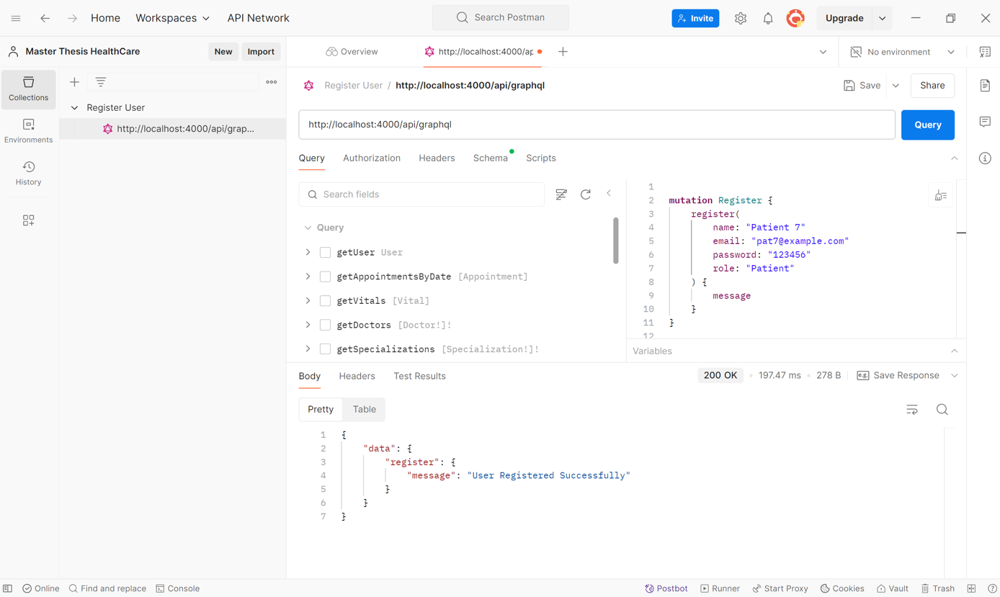 Home Workspaces API Network Search Postman Invite Upgrade
Master Thesis HealthCare New Import Overview http://localhost:4000/ap No environment
Collections
Environments
History
Register User
http://localhost:4000/api/grap...
Register User / http://localhost:4000/api/graphql Save Share
http://localhost:4000/api/graphql Query
Query Authorization Headers Schema Scripts
Search fields
Query
getUser User
getAppointmentsByDate [Appointment]
getVitals [Vital]
getDoctors [Doctor!]!
getSpecializations [Specialization!]!
1
2 mutation Register {
3 register(
4 name: "Patient 7"
5 email: "pat7@example.com"
6 password: "123456"
7 role: "Patient"
8 ) {
9 message
10 }
11 }
12
Variables
Body Headers Test Results 200 OK 197.47 ms 278 B e.g. Save Response
Pretty Table
1 {
2 "data": {
3 "register": {
4 "message": "User Registered Successfully"
5 }
6 }
7 }
Online Find and replace Console Postbot Runner Start Proxy Cookies Vault Trash